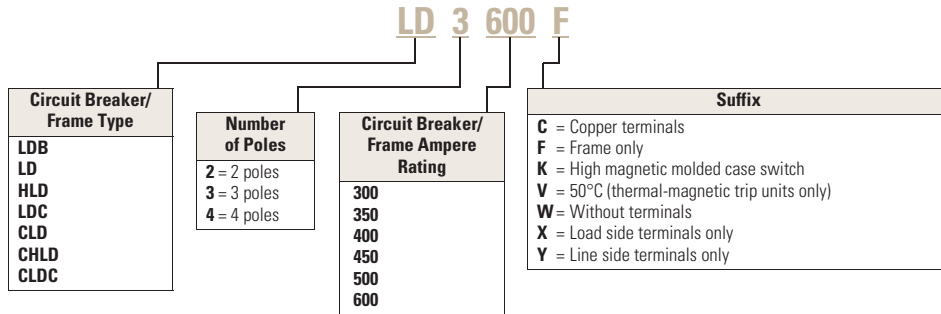 LD 3 600 F
Circuit Breaker/
Frame Type
LDB
LD
HLD
LDC
CLD
CHLD
CLDC
Number
of Poles
2 = 2 poles
3 = 3 poles
4 = 4 poles
Circuit Breaker/
Frame Ampere
Rating
300
350
400
450
500
600
Suffix
C = Copper terminals
F = Frame only
K = High magnetic molded case switch
V = 50°C (thermal-magnetic trip units only)
W = Without terminals
X = Load side terminals only
Y = Line side terminals only